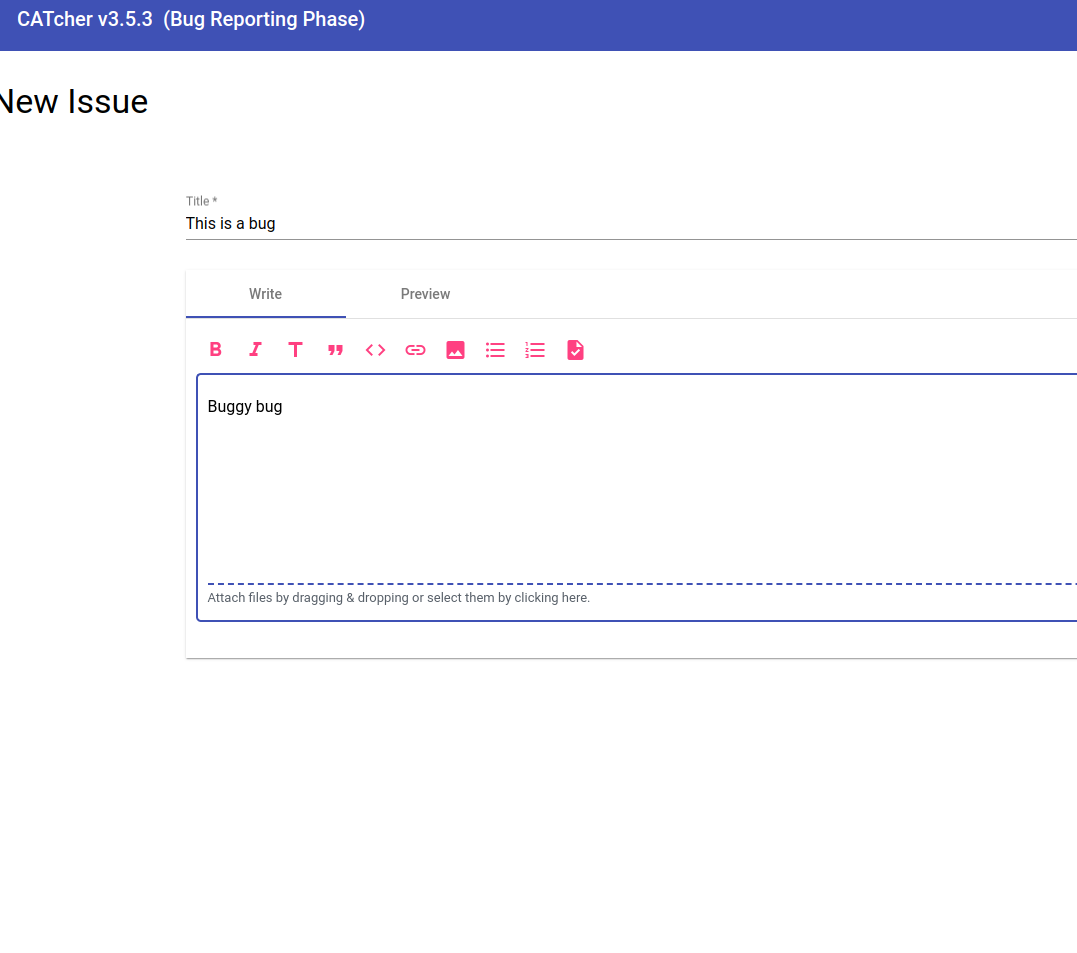 CATcher v3.5.3 (Bug Reporting Phase)
New Issue
Title *
This is a bug
Write Preview
Buggy bug
Attach files by dragging & dropping or select them by clicking here.